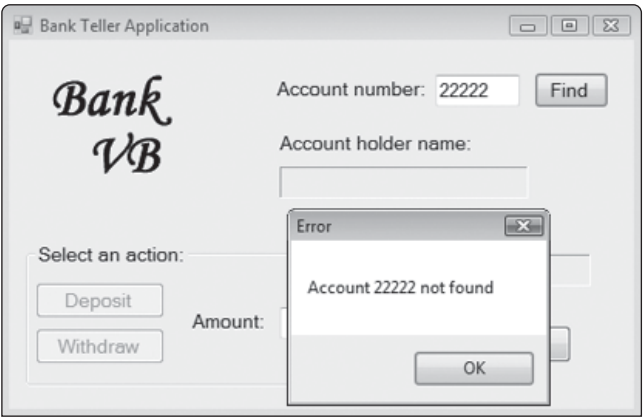 Bank Teller Application
Bank
VB
Account number: 22222 Find
Account holder name:
Error
Account 22222 not found
OK
Select an action:
Deposit
Withdraw
Amount: